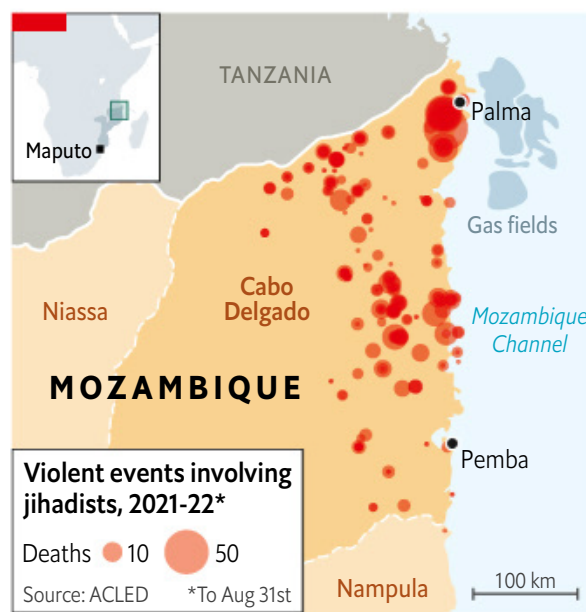 TANZANIA
Maputo
Palma
Gas fields
Cabo
Delgado
Niassa
Mozambique
Channel
MOZAMBIQUE
Pemba
Violent events involving
jihadists, 2021-22*
Deaths 10 50
Source: ACLED *To Aug 31st
Nampula
100 km